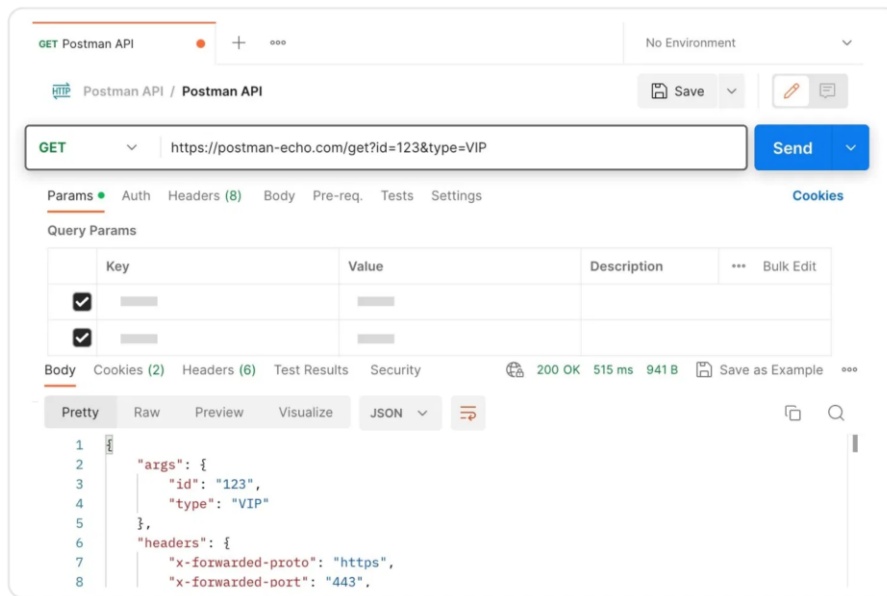 GET Postman API
No Environment
HTTP Postman API / Postman API
Save
GET https://postman-echo.com/get?id=123&type=VIP Send
Params Auth Headers (8) Body Pre-req. Tests Settings Cookies
Query Params
Key Value Description Bulk Edit
Body Cookies (2) Headers (6) Test Results Security 200 OK 515 ms 941 B Save as Example
Pretty Raw Preview Visualize JSON
1 {
2 "args": {
3 "id": "123",
4 "type": "VIP"
5 },
6 "headers": {
7 "x-forwarded-proto": "https",
8 "x-forwarded-port": "443",